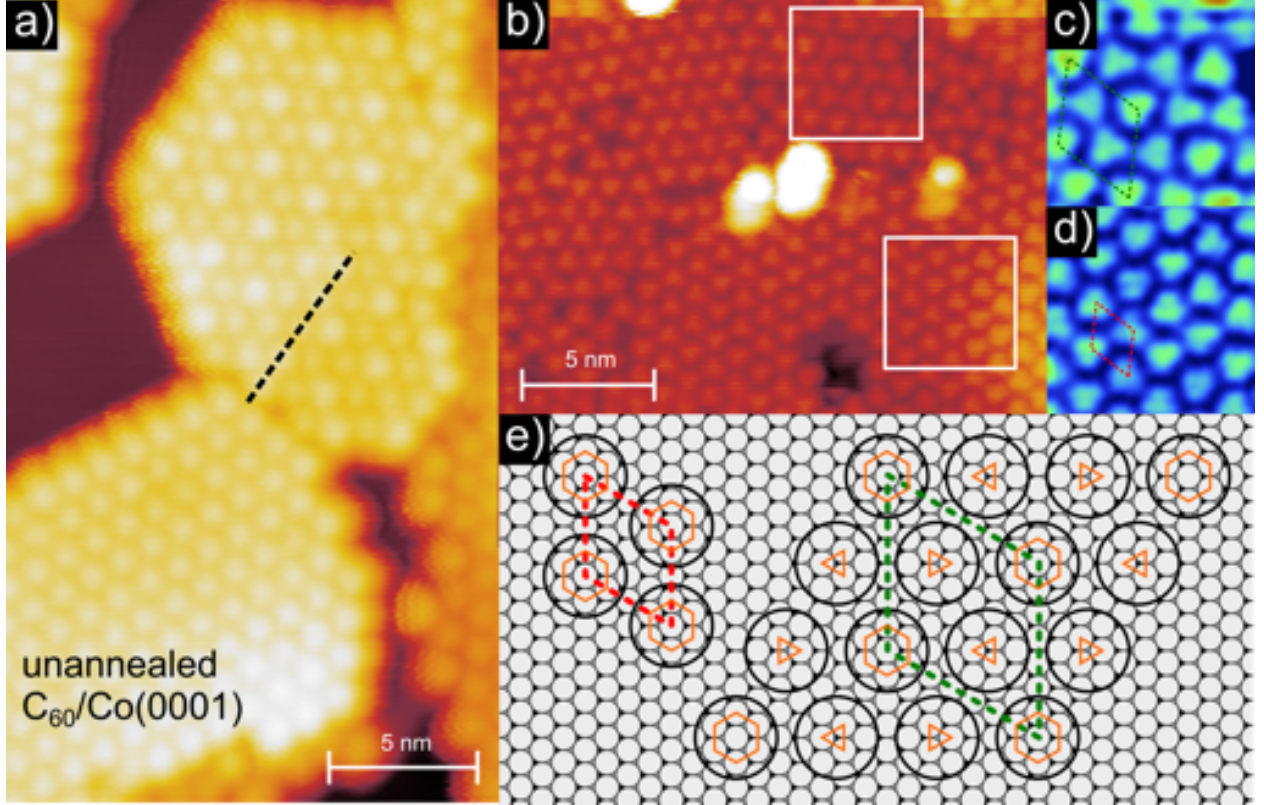 a)
unannealed
C₆₀/Co(0001)
5 nm
b)
5 nm
c)
d)
e)